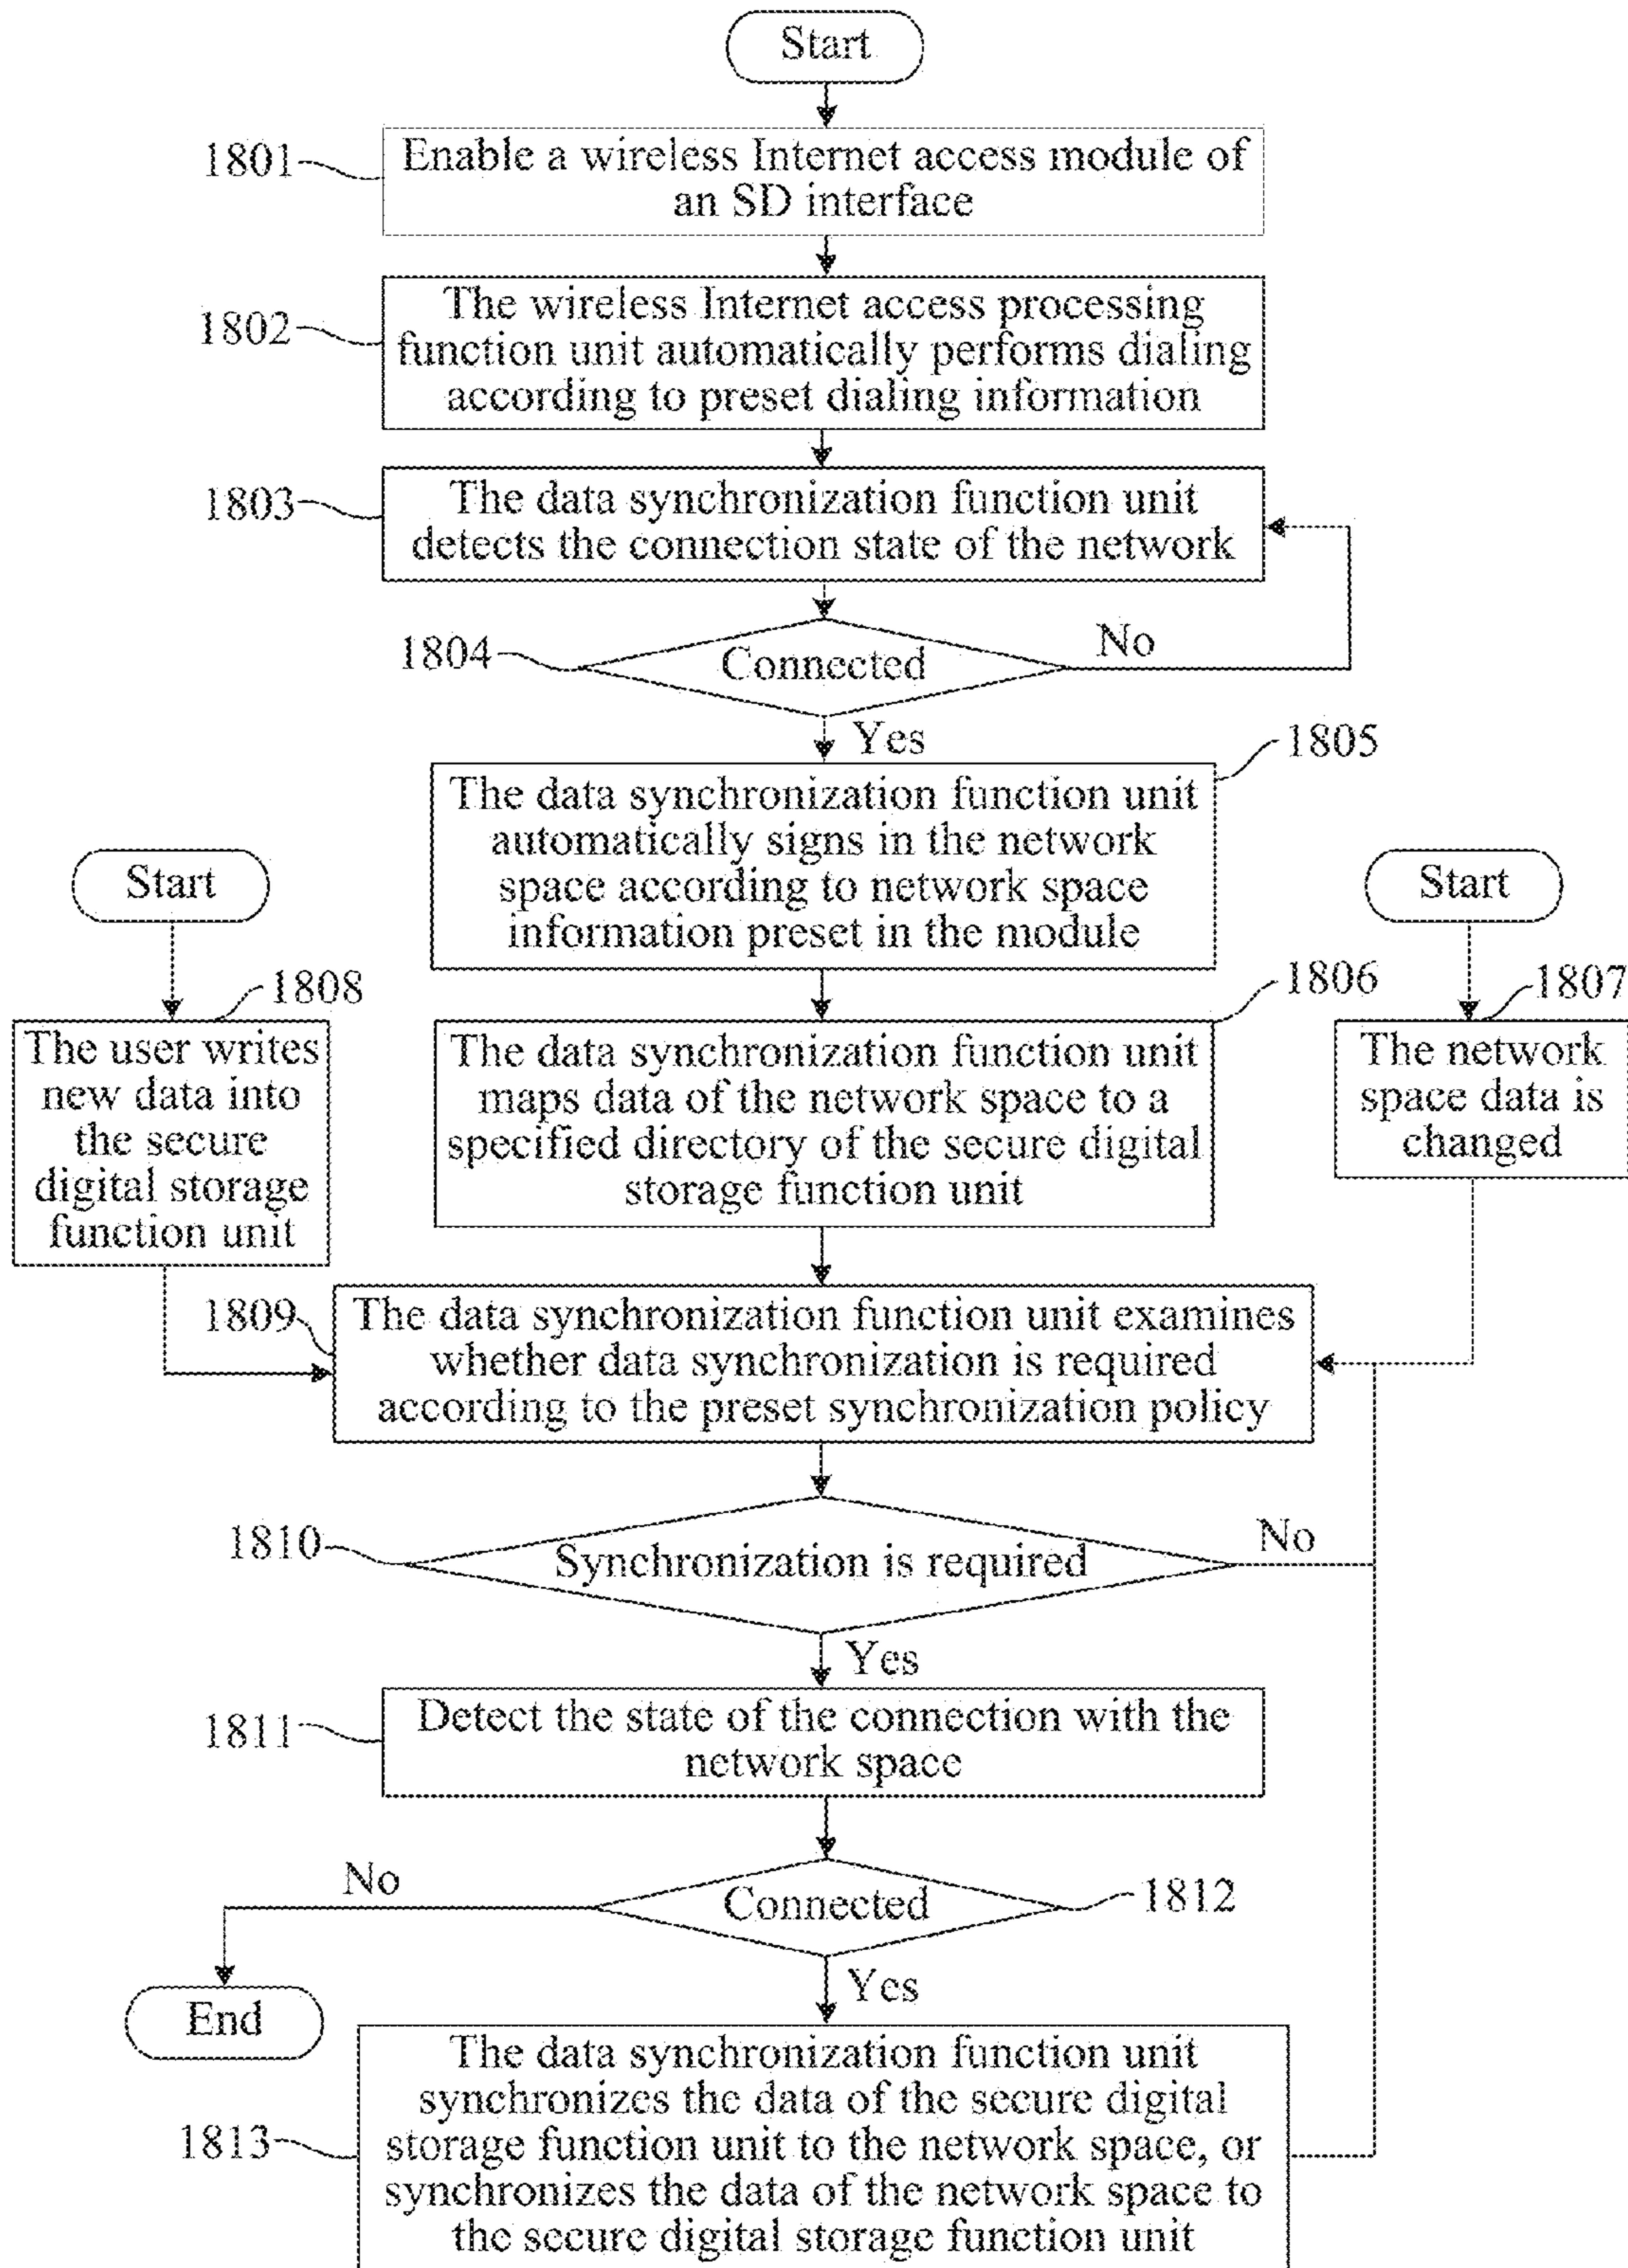 Start
1801
Enable a wireless Internet access module of
an SD interface
1802
The wireless Internet access processing
function unit automatically performs dialing
according to preset dialing information
1803
The data synchronization function unit
detects the connection state of the network
1804
Connected
No
Yes
1805
The data synchronization function unit
automatically signs in the network
space according to network space
information preset in the module
Start
Start
1808
The user writes
new data into
the secure
digital storage
function unit
1806
The data synchronization function unit
maps data of the network space to a
specified directory of the secure digital
storage function unit
1807
The network
space data is
changed
1809
The data synchronization function unit examines
whether data synchronization is required
according to the preset synchronization policy
1810
Synchronization is required
No
Yes
1811
Detect the state of the connection with the
network space
No
Connected
1812
Yes
End
1813
The data synchronization function unit
synchronizes the data of the secure digital
storage function unit to the network space, or
synchronizes the data of the network space to
the secure digital storage function unit